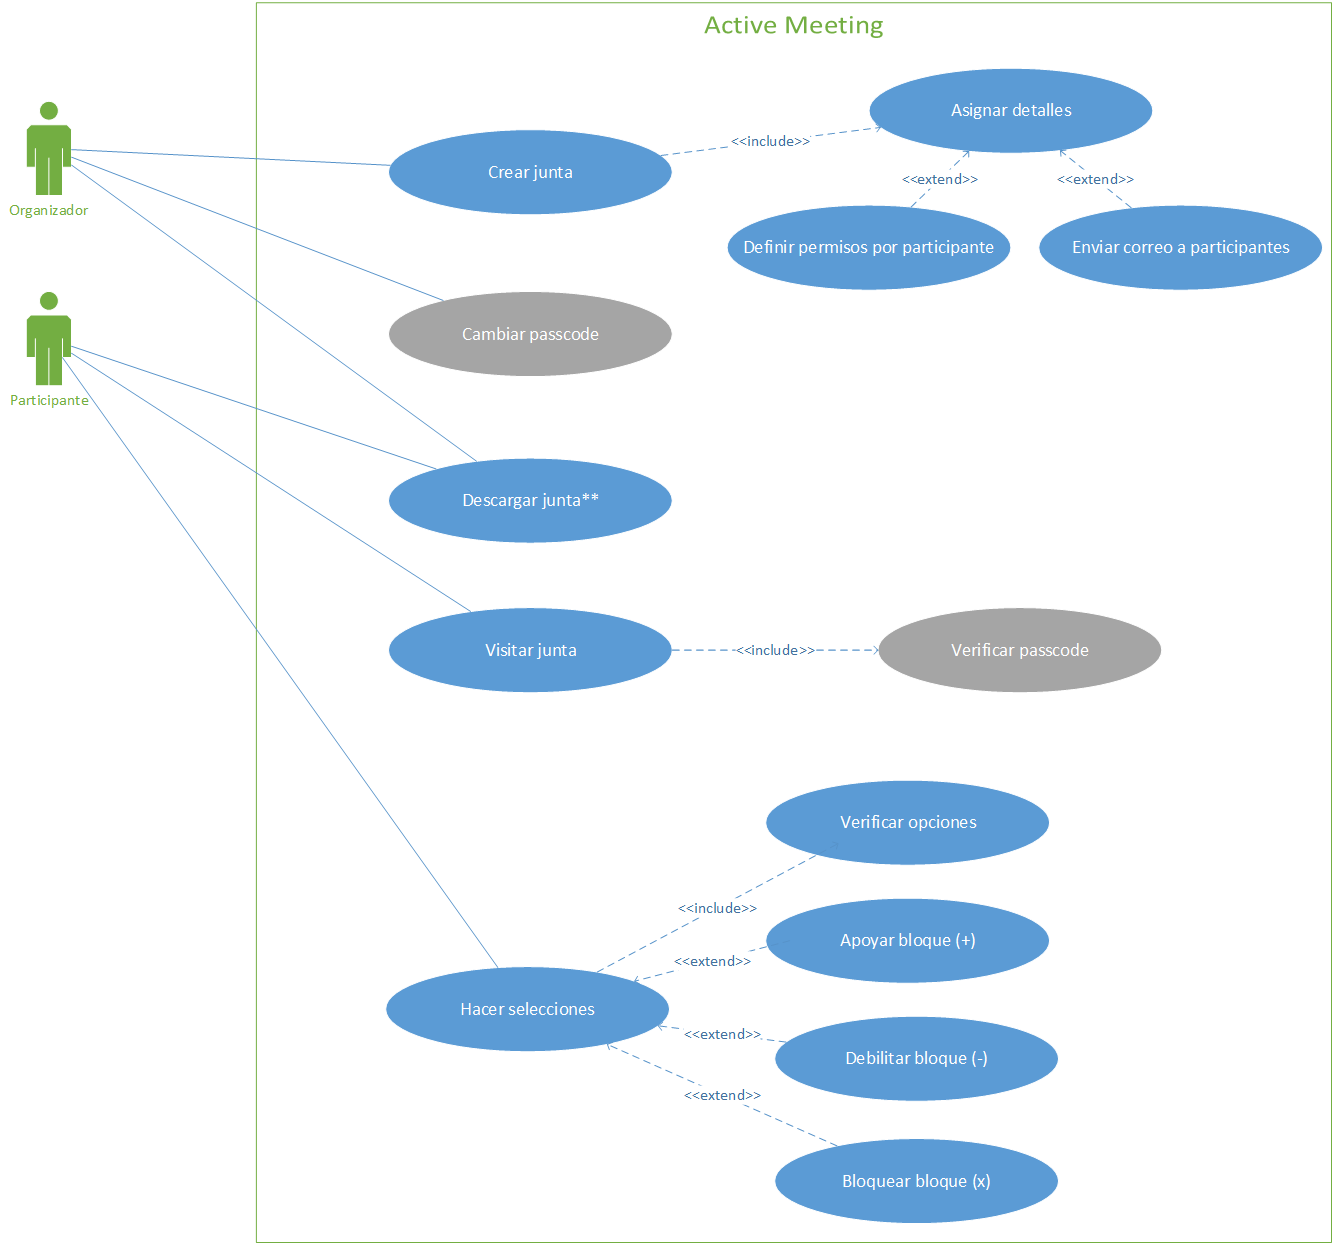 Active Meeting
Organizador
Participante
Crear junta
<<include>>
Asignar detalles
<<extend>>
<<extend>>
Definir permisos por participante
Enviar correo a participantes
Cambiar passcode
Descargar junta**
Visitar junta
<<include>>
Verificar passcode
Verificar opciones
<<include>>
Apoyar bloque (+)
<<extend>>
Hacer selecciones
<<extend>>
Debilitar bloque (-)
<<extend>>
Bloquear bloque (x)